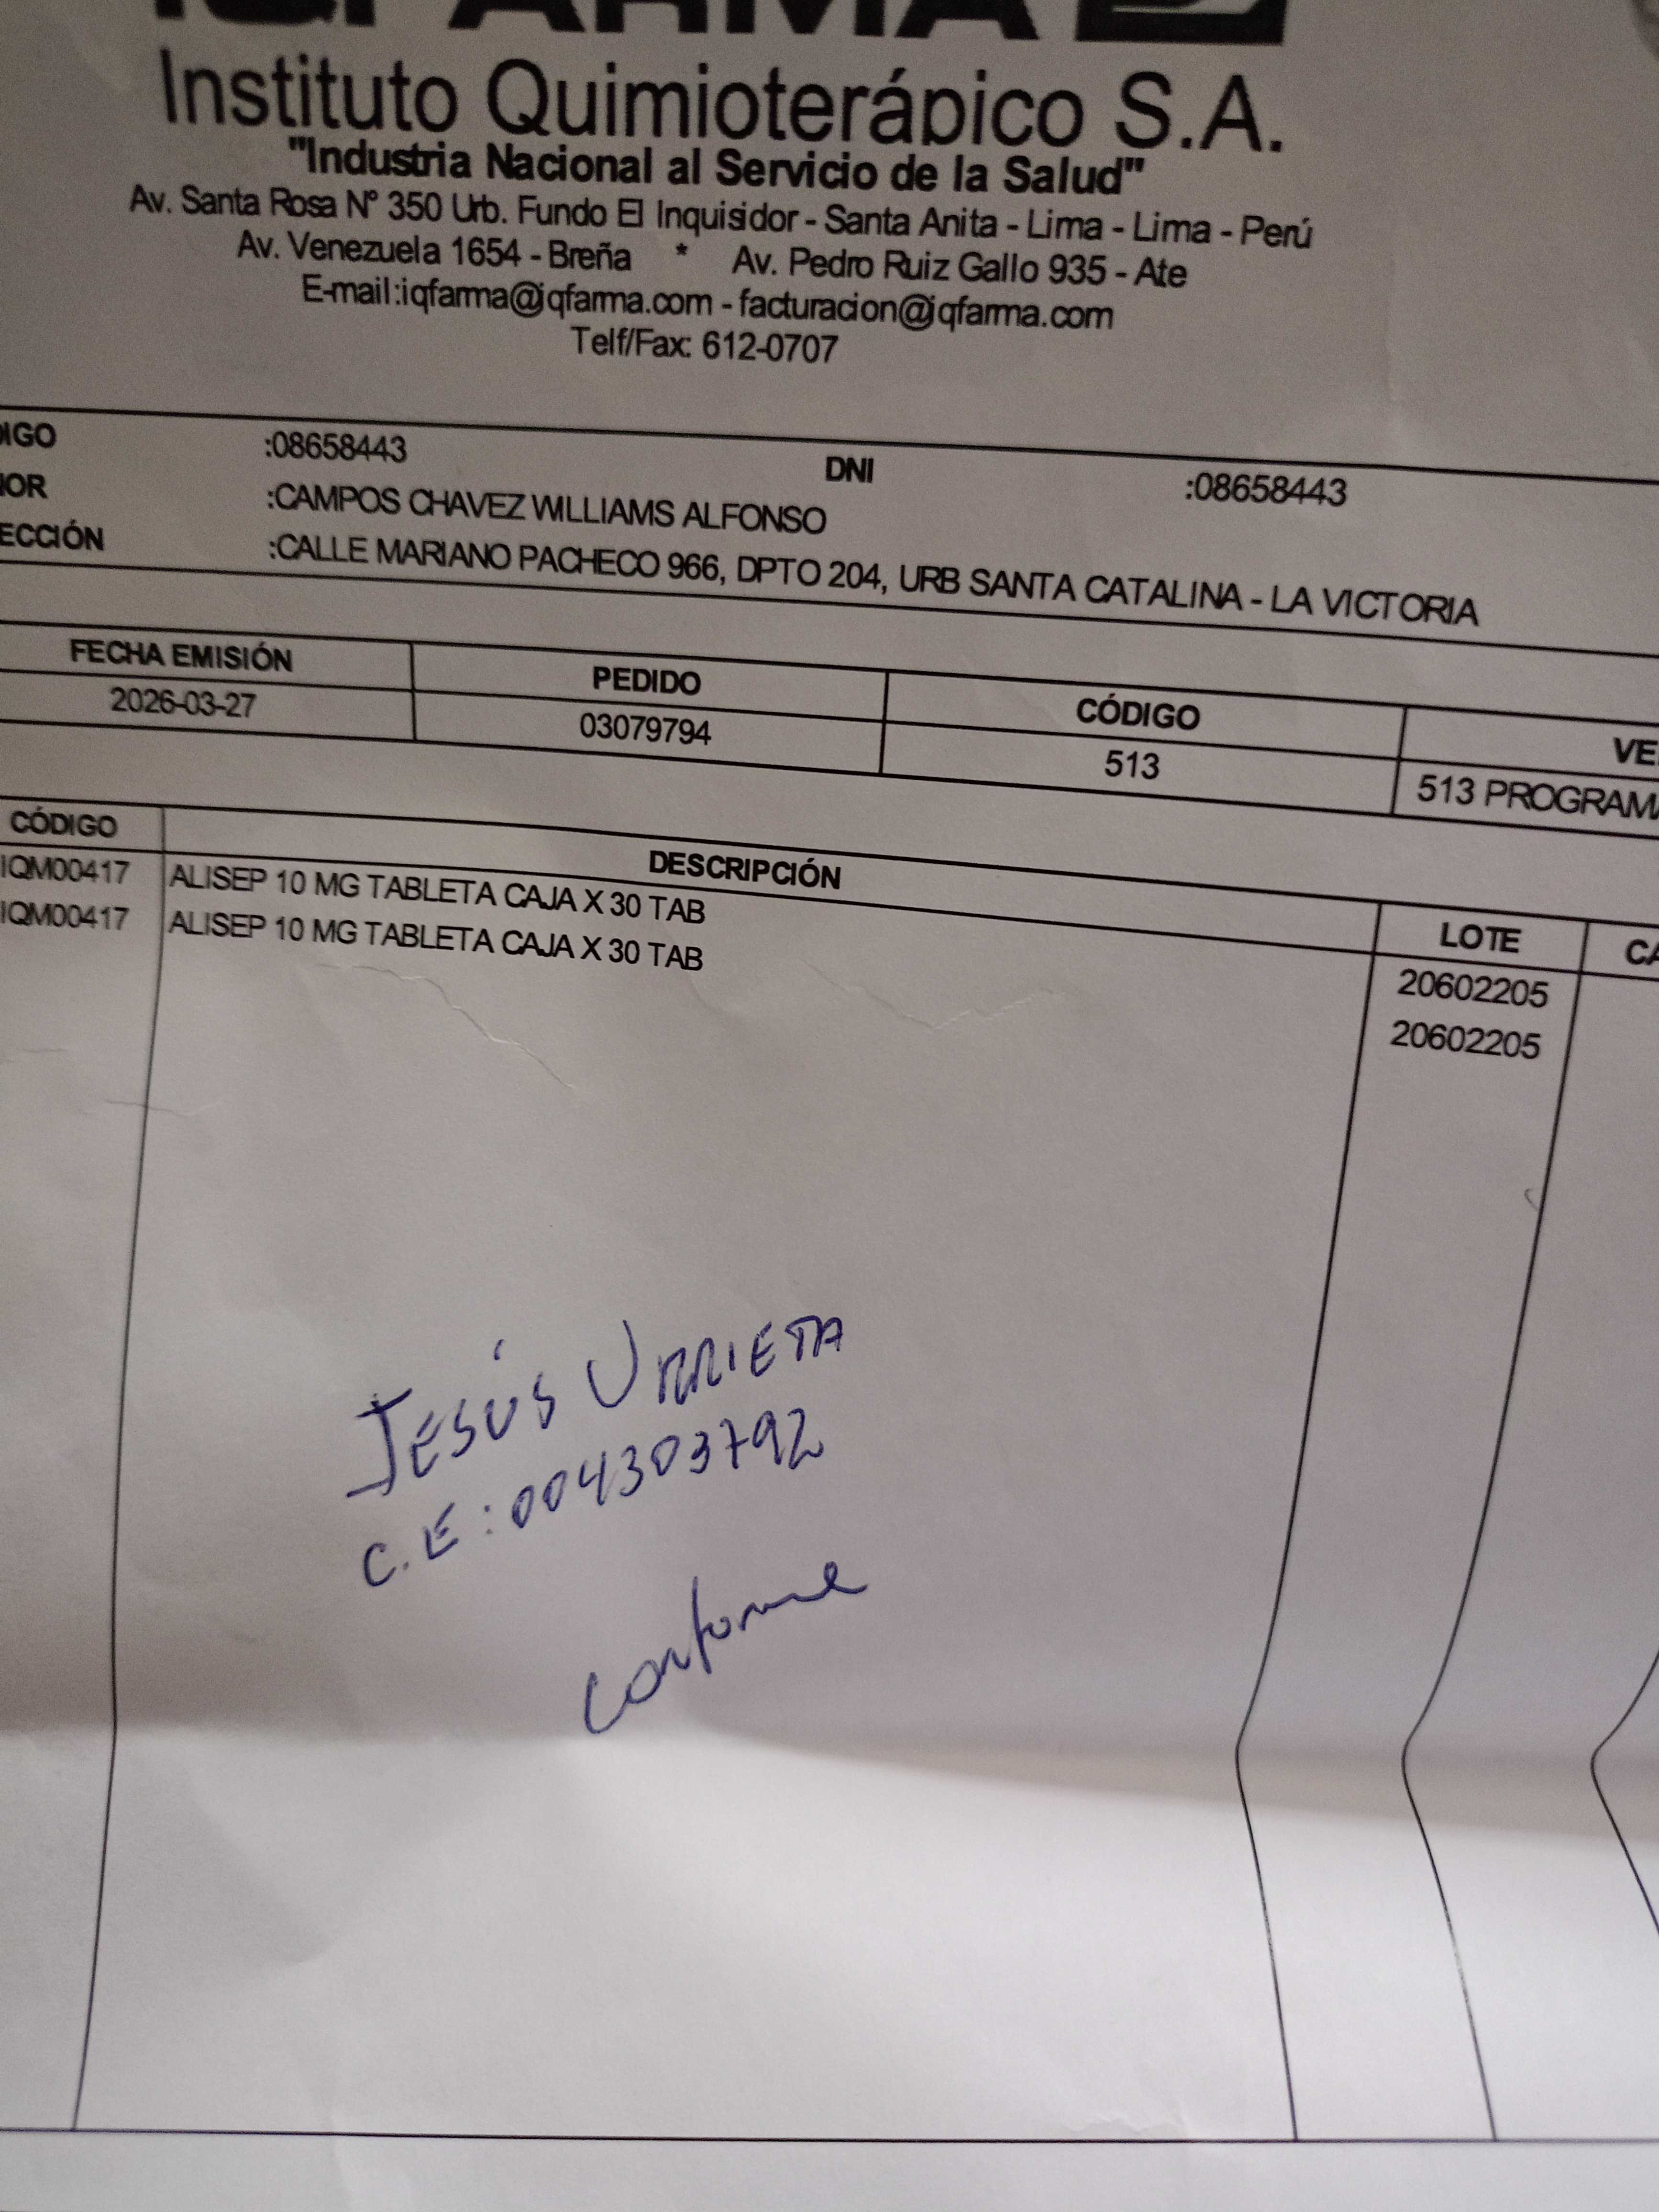 IQFARMA
Instituto Quimioterápico S.A.
"Industria Nacional al Servicio de la Salud"
Av. Santa Rosa N° 350 Urb. Fundo El Inquisidor - Santa Anita - Lima - Lima - Perú
Av. Venezuela 1654 - Breña * Av. Pedro Ruiz Gallo 935 - Ate
E-mail:iqfarma@iqfarma.com - facturacion@iqfarma.com
Telf/Fax: 612-0707
IGO :08658443 DNI :08658443
OR :CAMPOS CHAVEZ WILLIAMS ALFONSO
ECCIÓN :CALLE MARIANO PACHECO 966, DPTO 204, URB SANTA CATALINA - LA VICTORIA
FECHA EMISIÓN PEDIDO CÓDIGO VE
2026-03-27 03079794 513 513 PROGRAMA
CÓDIGO DESCRIPCIÓN LOTE CA
IQM00417 ALISEP 10 MG TABLETA CAJA X 30 TAB 20602205
IQM00417 ALISEP 10 MG TABLETA CAJA X 30 TAB 20602205
JESÚS URRIETA
C.E: 004303792
conforme